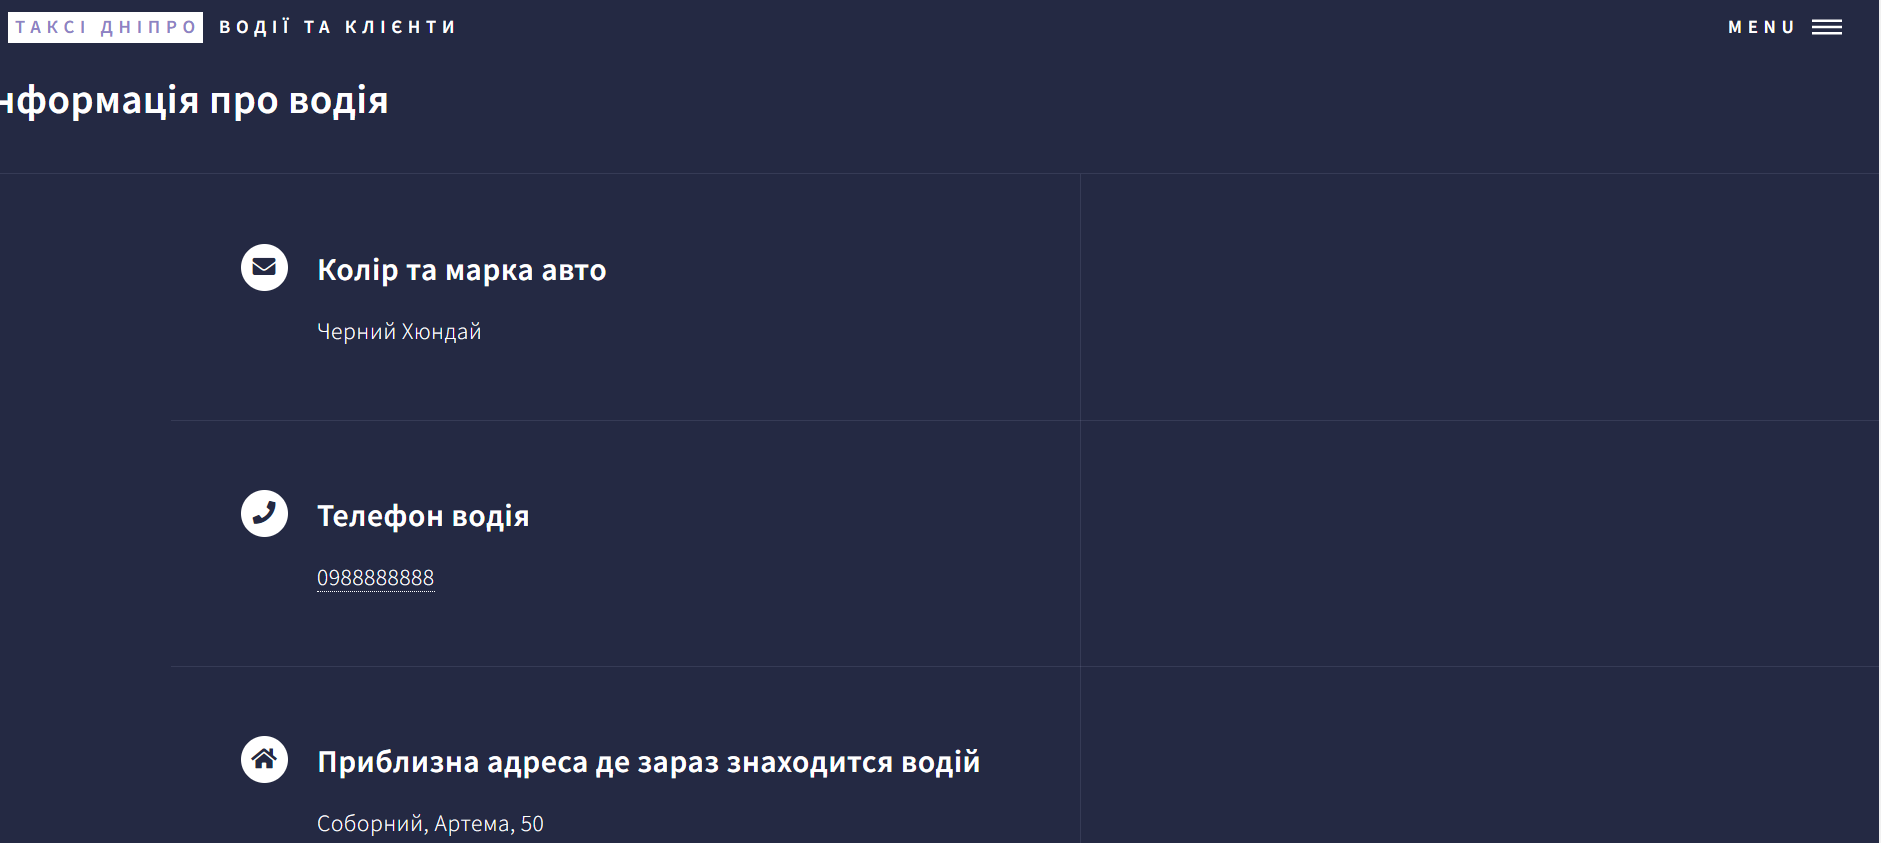 ТАКСІ ДНІПРО ВОДІЇ ТА КЛІЄНТИ
MENU
нформація про водія
Колір та марка авто
Черний Хюндай
Телефон водія
0988888888
Приблизна адреса де зараз знаходится водій
Соборний, Артема, 50